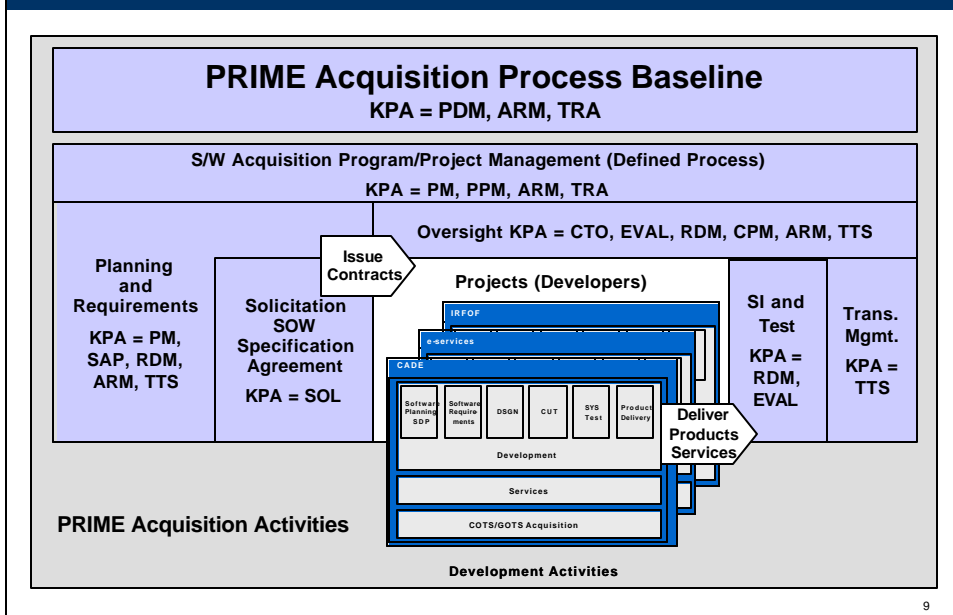 PRIME Acquisition Process Baseline
KPA = PDM, ARM, TRA
S/W Acquisition Program/Project Management (Defined Process)
KPA = PM, PPM, ARM, TRA
Oversight KPA = CTO, EVAL, RDM, CPM, ARM, TTS
Planning
and
Requirements
KPA = PM,
SAP, RDM,
ARM, TTS
Issue
Contracts
Solicitation
SOW
Specification
Agreement
KPA = SOL
Projects (Developers)
IRFOF
e-services
CADE
Software
Planning
SDP
Software
Require-
ments
DSGN
CUT
SYS
Test
Product
Delivery
Development
Services
COTS/GOTS Acquisition
Deliver
Products
Services
SI and
Test
KPA =
RDM,
EVAL
Trans.
Mgmt.
KPA =
TTS
PRIME Acquisition Activities
Development Activities
9